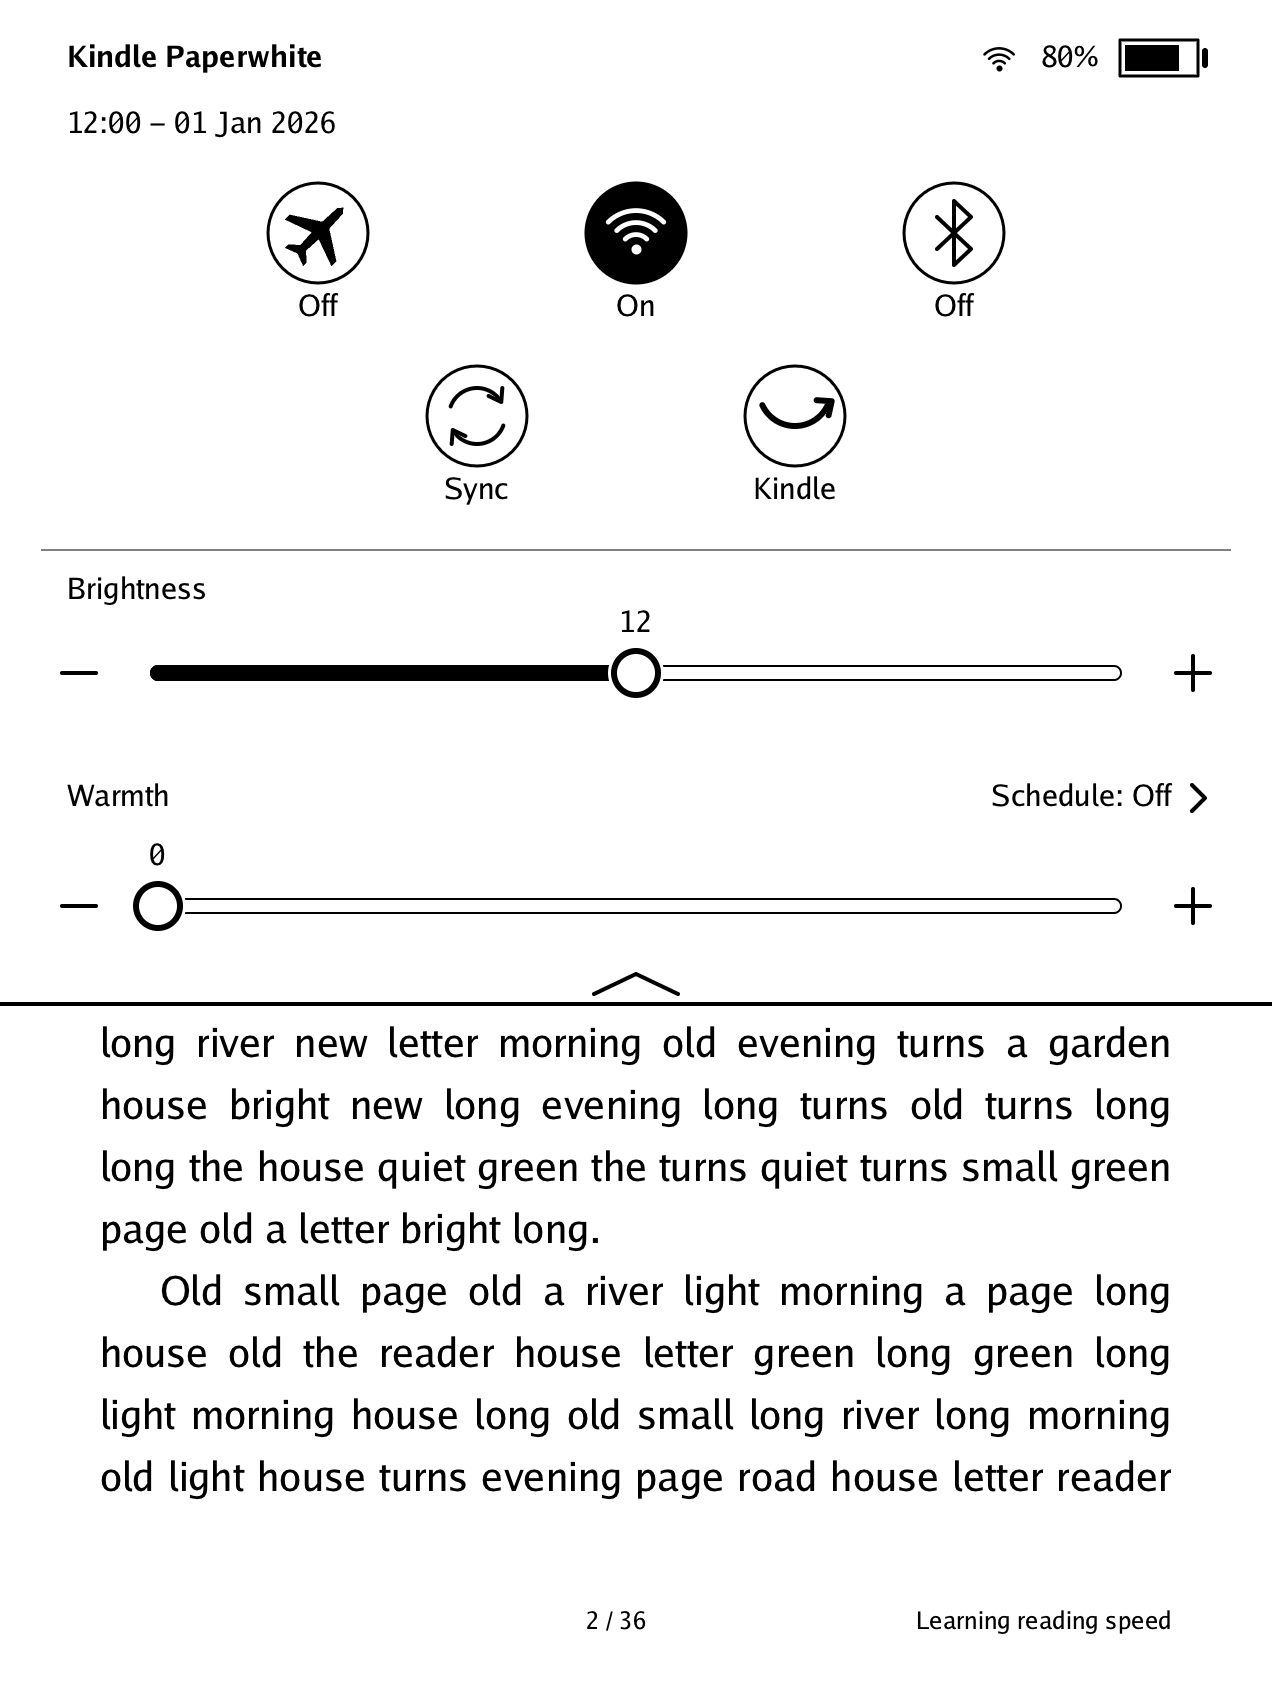 Kindle Paperwhite
80%
12:00 – 01 Jan 2026
Off
On
Off
Sync
Kindle
Brightness
12
Warmth
Schedule: Off
0
long river new letter morning old evening turns a garden
house bright new long evening long turns old turns long
long the house quiet green the turns quiet turns small green
page old a letter bright long.
Old small page old a river light morning a page long
house old the reader house letter green long green long
light morning house long old small long river long morning
old light house turns evening page road house letter reader
2 / 36
Learning reading speed